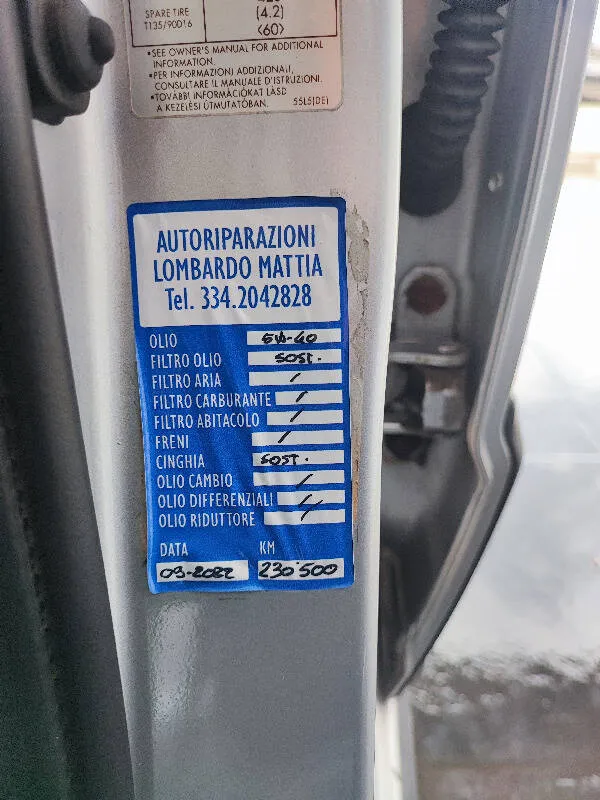 SPARE TIRE
T135/90D16
(4.2)
<60>
•SEE OWNER'S MANUAL FOR ADDITIONAL
INFORMATION.
•PER INFORMAZIONI ADDIZIONALI,
CONSULTARE IL MANUALE D'ISTRUZIONI.
•TOVÁBBI INFORMÁCIÓKAT LÁSD
A KEZELÉSI ÚTMUTATÓBAN. 55L5(DE)
AUTORIPARAZIONI
LOMBARDO MATTIA
Tel. 334.2042828
OLIO 5W-40
FILTRO OLIO SOST.
FILTRO ARIA /
FILTRO CARBURANTE /
FILTRO ABITACOLO /
FRENI /
CINGHIA SOST.
OLIO CAMBIO /
OLIO DIFFERENZIALI /
OLIO RIDUTTORE /
DATA KM
09-2022 230'500